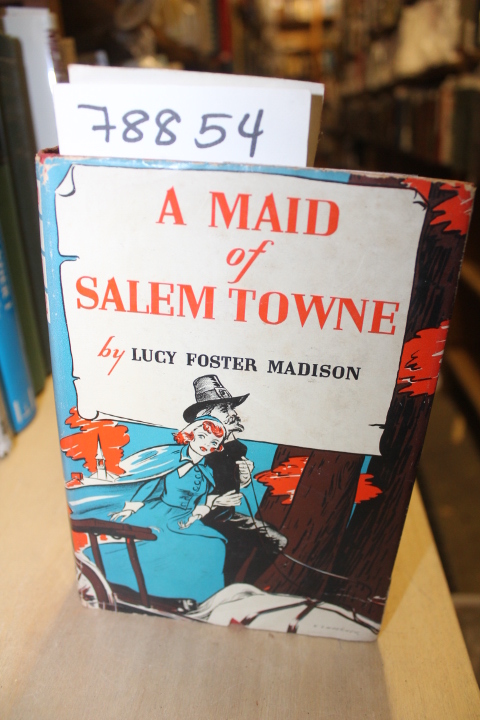 78854
A MAID
of
SALEM TOWNE
by LUCY FOSTER MADISON